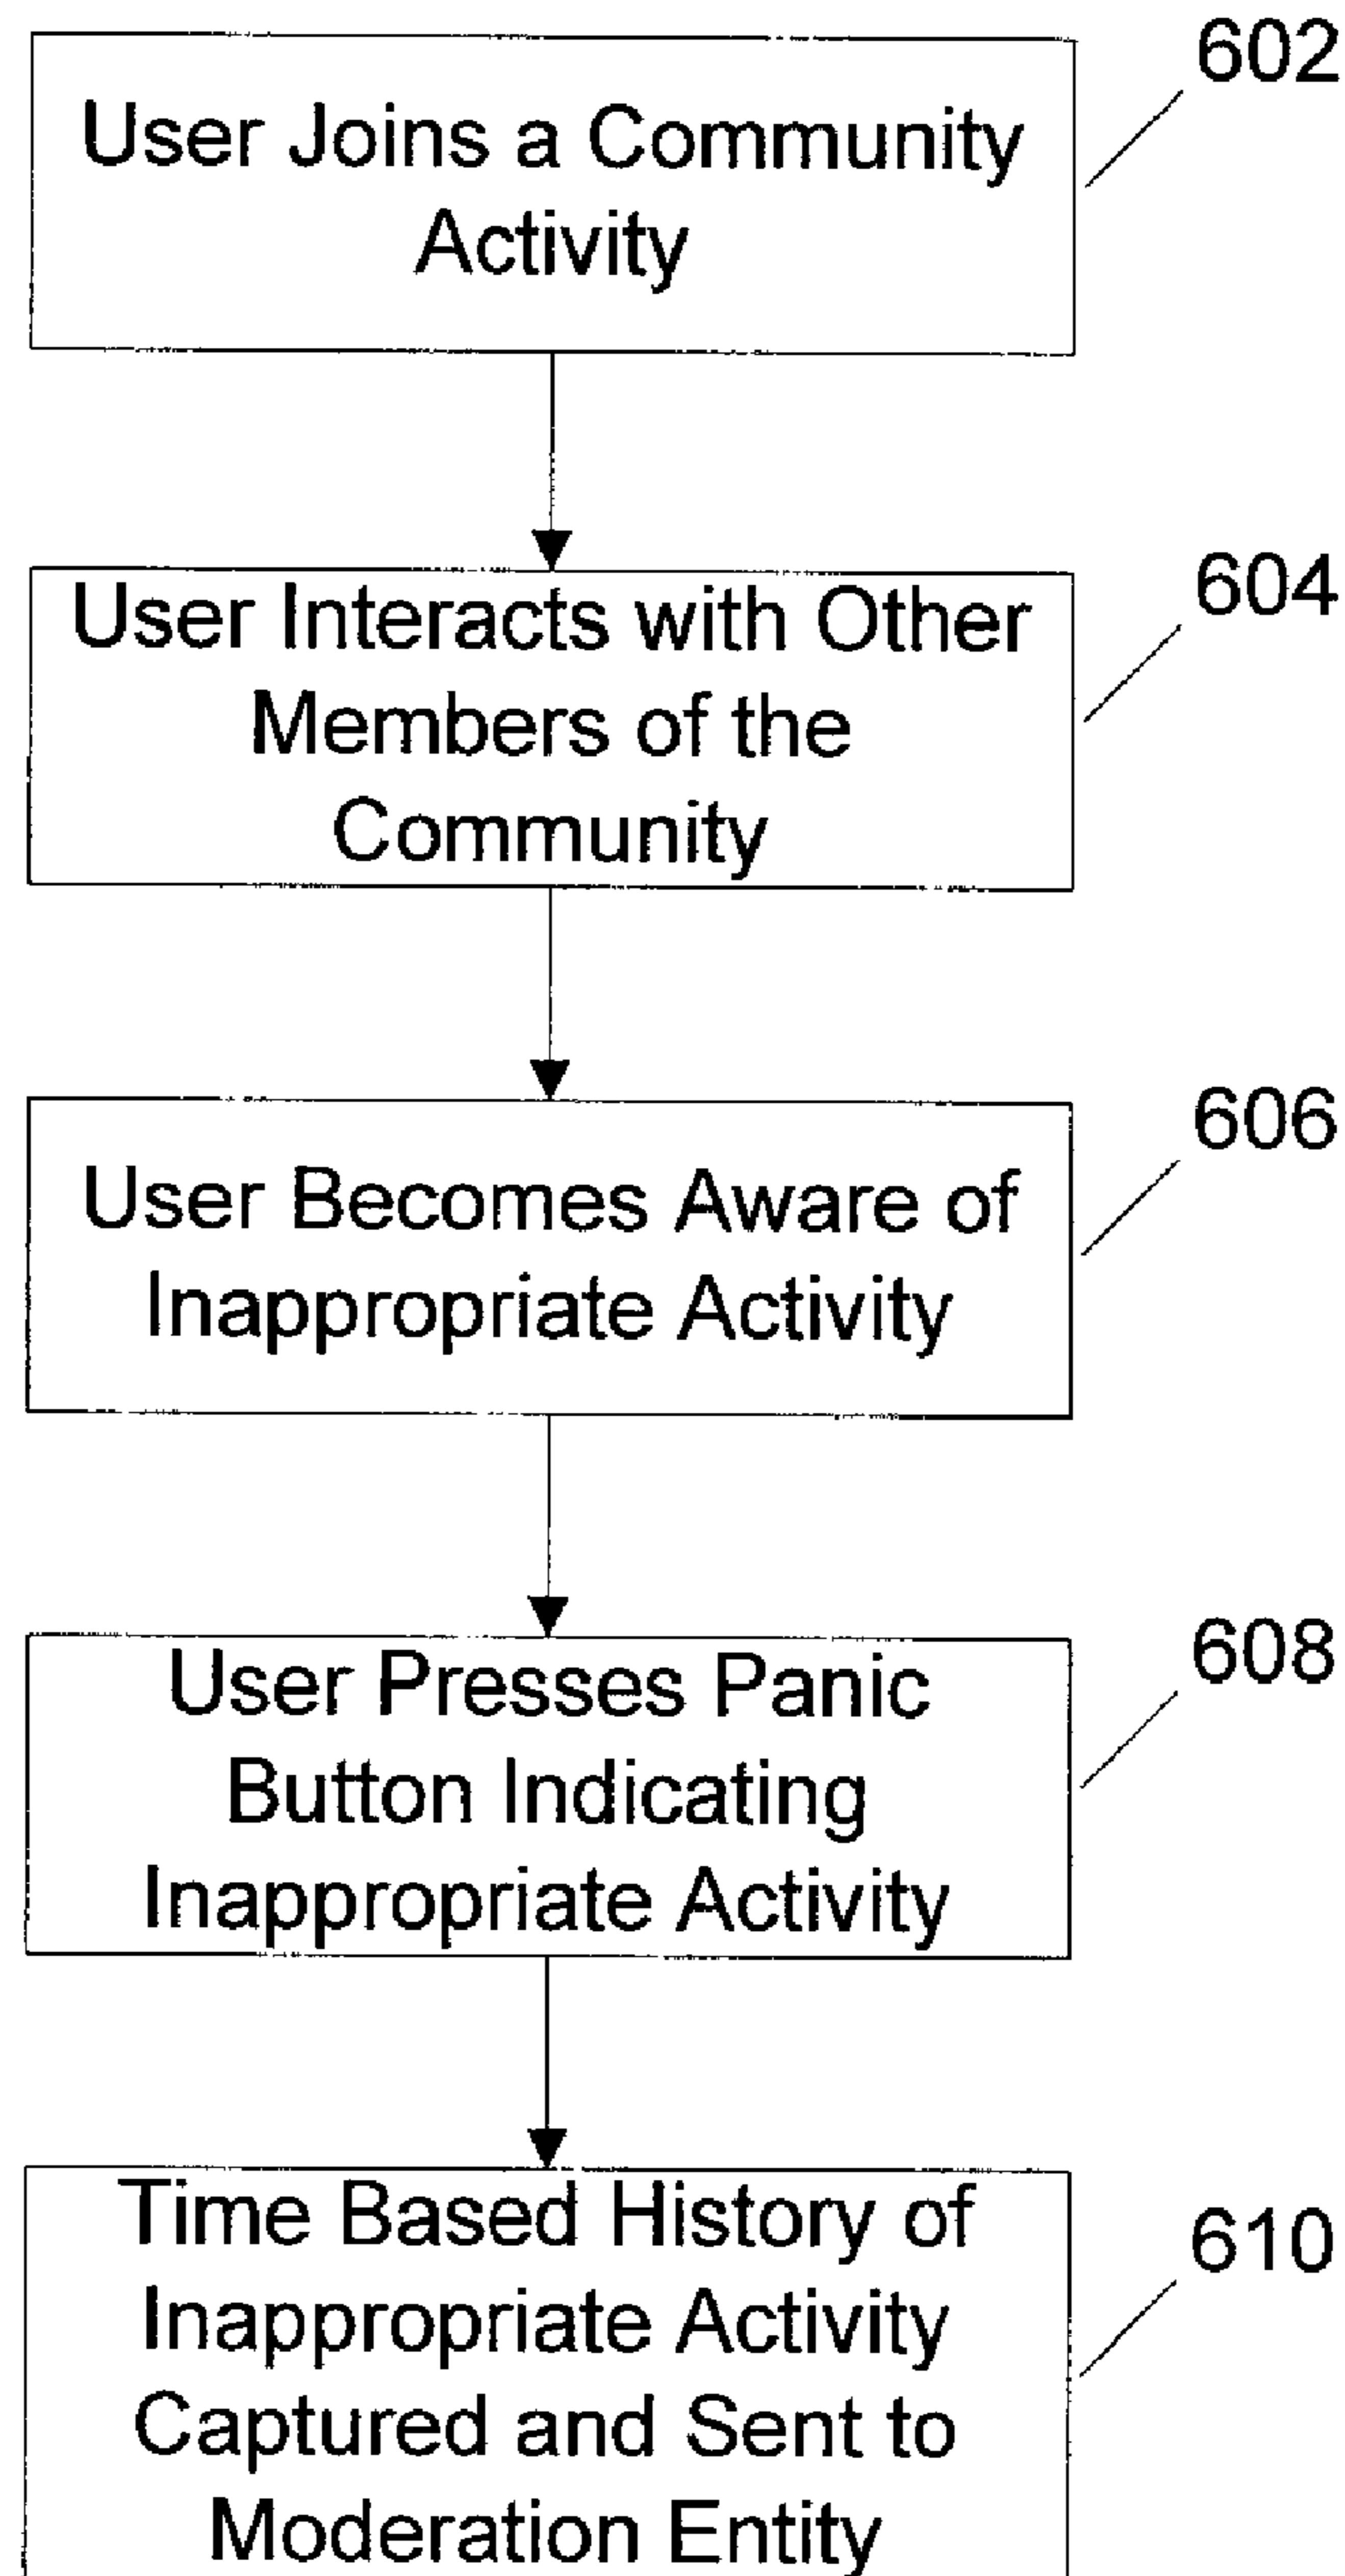 602
User Joins a Community
Activity
604
User Interacts with Other
Members of the
Community
606
User Becomes Aware of
Inappropriate Activity
608
User Presses Panic
Button Indicating
Inappropriate Activity
610
Time Based History of
Inappropriate Activity
Captured and Sent to
Moderation Entity